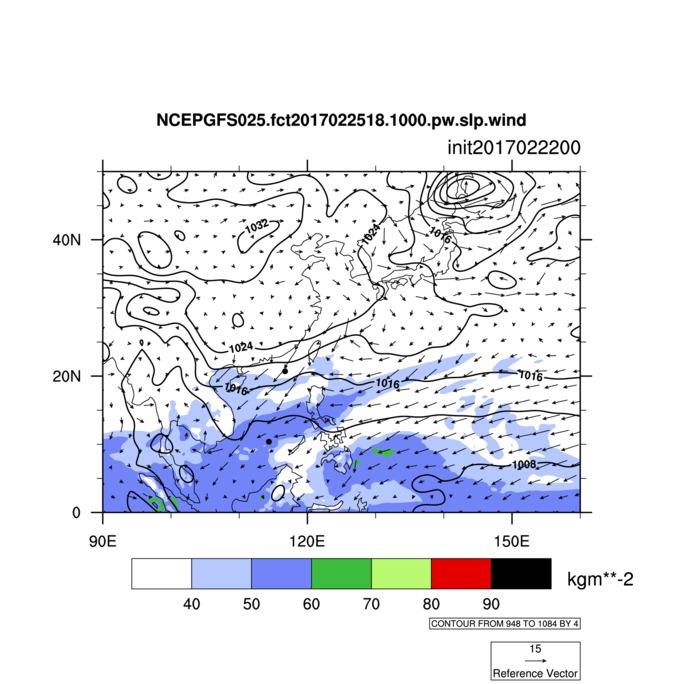 NCEPGFS025.fct2017022518.1000.pw.slp.wind
init2017022200
1032
1024
1016
40N
1024
20N
1016
1016
1016
1008
0
90E 120E 150E
40 50 60 70 80 90
kgm**-2
CONTOUR FROM 948 TO 1084 BY 4
15
Reference Vector